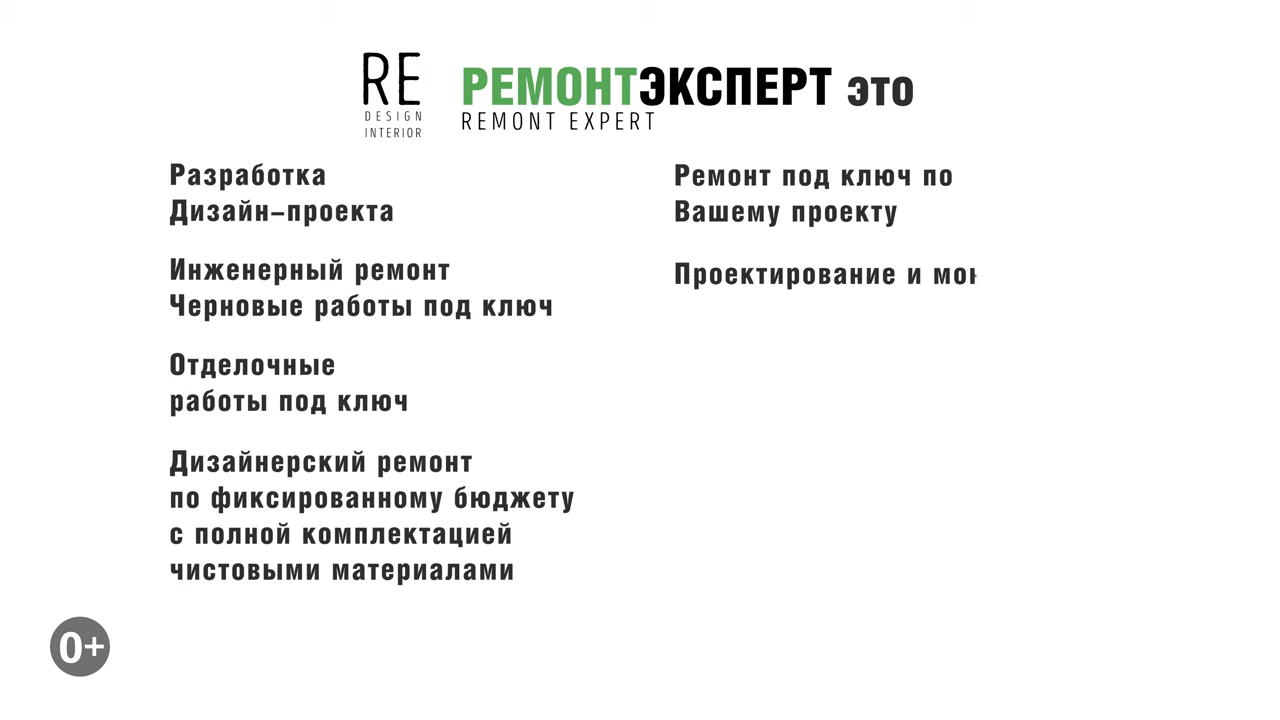 RE
DESIGN
INTERIOR
РЕМОНТЭКСПЕРТ это
REMONT EXPERT
Разработка
Дизайн-проекта
Инженерный ремонт
Черновые работы под ключ
Отделочные
работы под ключ
Дизайнерский ремонт
по фиксированному бюджету
с полной комплектацией
чистовыми материалами
Ремонт под ключ по
Вашему проекту
Проектирование и
0+